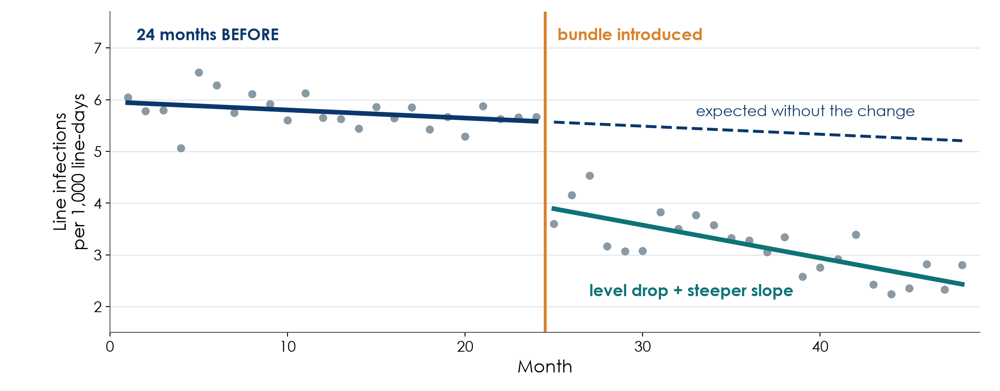 24 months BEFORE
bundle introduced
expected without the change
level drop + steeper slope
Line infections
per 1,000 line-days
7
6
5
4
3
2
0
10
20
30
40
Month